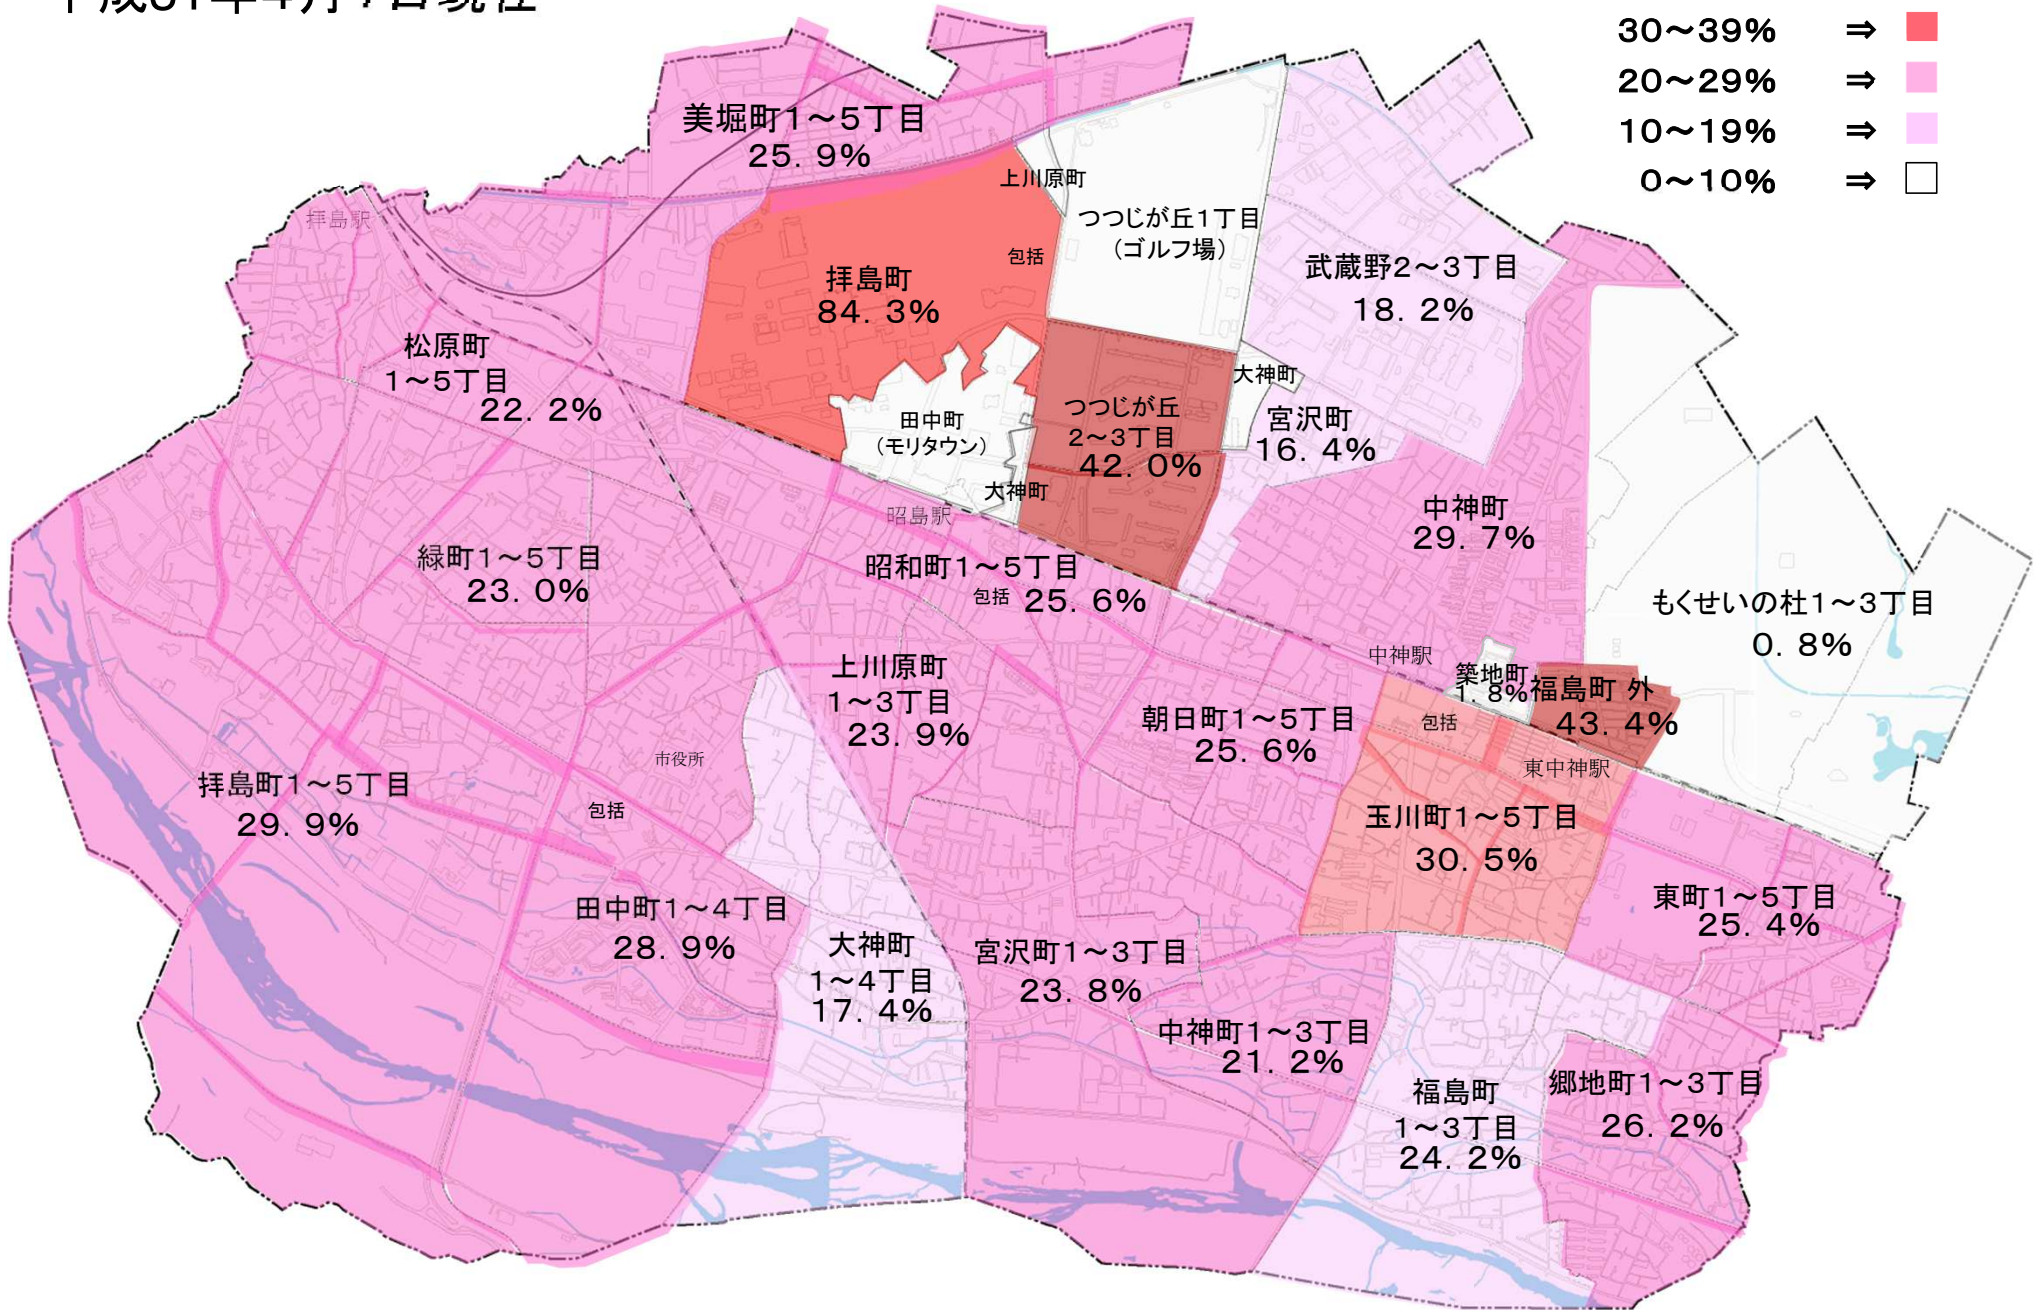 平成31年4月1日現在
30～39% ⇒
20～29% ⇒
10～19% ⇒
0～10% ⇒
美堀町1～5丁目
25.9%
上川原町
拝島駅
つつじが丘1丁目
（ゴルフ場）
包括
拝島町
84.3%
武蔵野2～3丁目
18.2%
松原町
1～5丁目
22.2%
大神町
田中町
（モリタウン）
つつじが丘
2～3丁目
42.0%
宮沢町
16.4%
大神町
昭島駅
中神町
29.7%
緑町1～5丁目
23.0%
昭和町1～5丁目
包括 25.6%
もくせいの杜1～3丁目
0.8%
中神駅
築地町
1.8%
福島町 外
43.4%
上川原町
1～3丁目
23.9%
朝日町1～5丁目
25.6%
包括
東中神駅
市役所
拝島町1～5丁目
29.9%
包括
玉川町1～5丁目
30.5%
東町1～5丁目
25.4%
田中町1～4丁目
28.9%
大神町
1～4丁目
17.4%
宮沢町1～3丁目
23.8%
中神町1～3丁目
21.2%
福島町
1～3丁目
24.2%
郷地町1～3丁目
26.2%